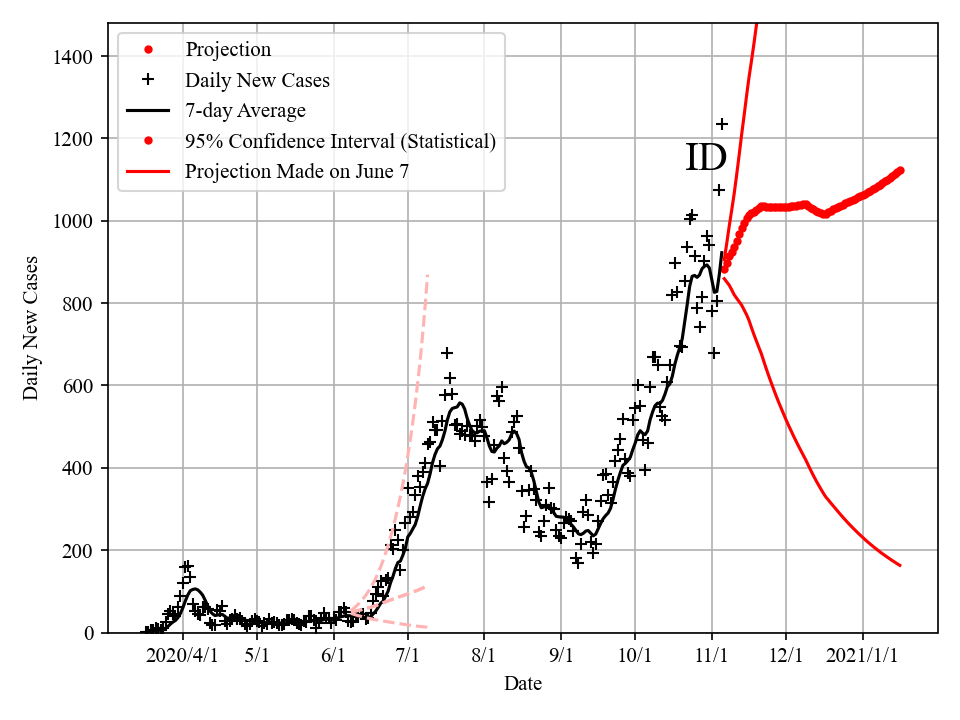 1400
1200
1000
800
600
400
200
0
Daily New Cases
Projection
Daily New Cases
7-day Average
95% Confidence Interval (Statistical)
Projection Made on June 7
ID
2020/4/1 5/1 6/1 7/1 8/1 9/1 10/1 11/1 12/1 2021/1/1
Date